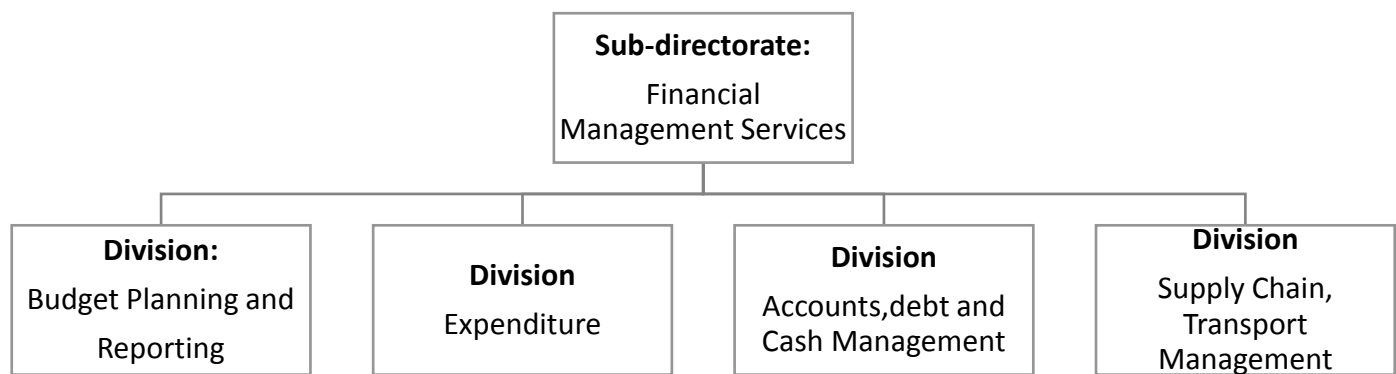 Sub-directorate:
Financial
Management Services
Division:
Budget Planning and
Reporting
Division
Expenditure
Division
Accounts,debt and
Cash Management
Division
Supply Chain,
Transport
Management